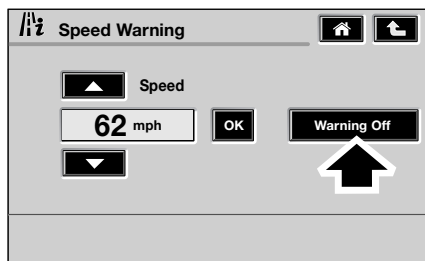 Speed Warning
Speed
62 mph
OK
Warning Off